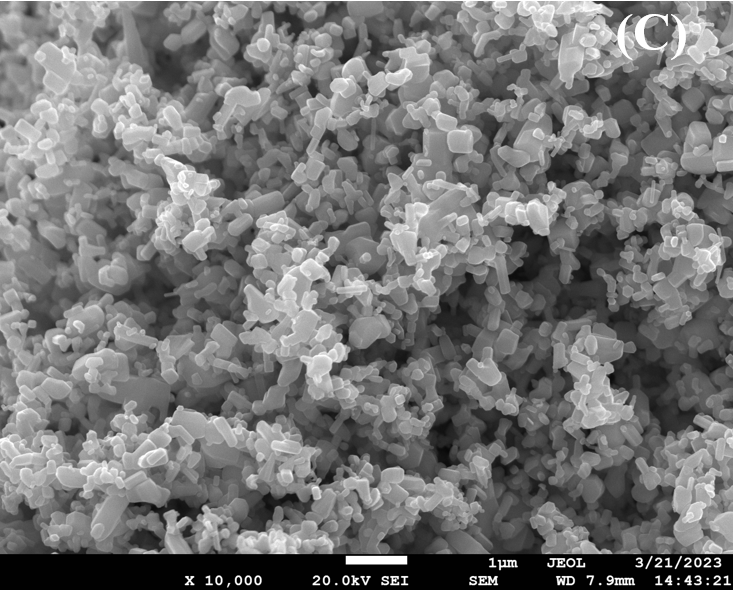 (C)
1µm JEOL 3/21/2023
X 10,000 20.0kV SEI SEM WD 7.9mm 14:43:21